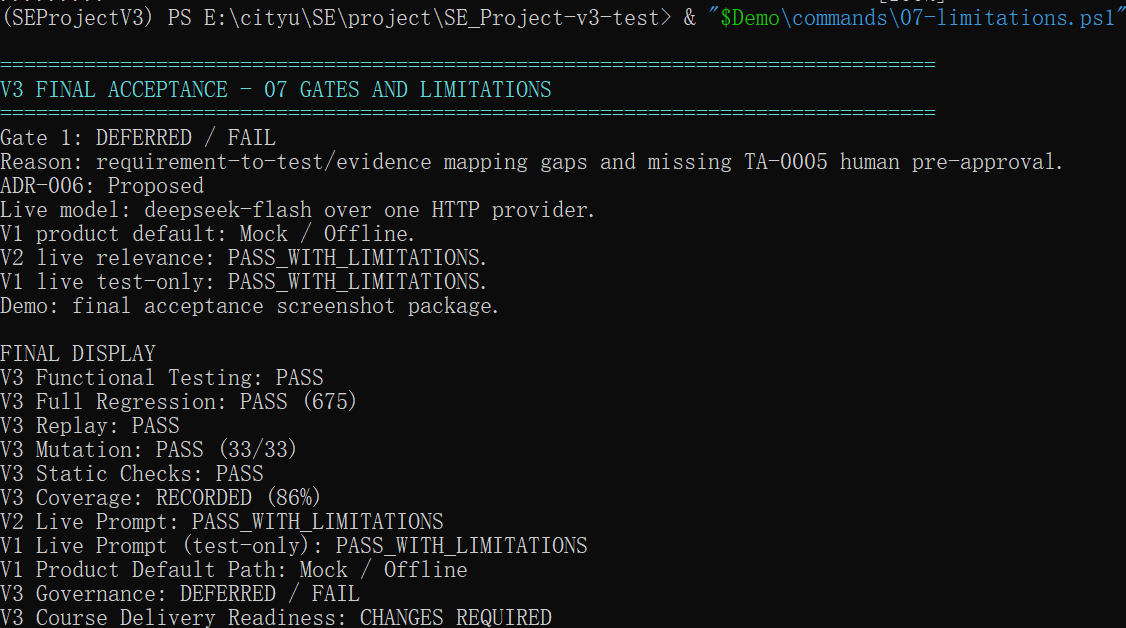 (SEProjectV3) PS E:\cityu\SE\project\SE_Project-v3-test> & "$Demo\commands\07-limitations.ps1"
==============================================================================
V3 FINAL ACCEPTANCE - 07 GATES AND LIMITATIONS
==============================================================================
Gate 1: DEFERRED / FAIL
Reason: requirement-to-test/evidence mapping gaps and missing TA-0005 human pre-approval.
ADR-006: Proposed
Live model: deepseek-flash over one HTTP provider.
V1 product default: Mock / Offline.
V2 live relevance: PASS_WITH_LIMITATIONS.
V1 live test-only: PASS_WITH_LIMITATIONS.
Demo: final acceptance screenshot package.
FINAL DISPLAY
V3 Functional Testing: PASS
V3 Full Regression: PASS (675)
V3 Replay: PASS
V3 Mutation: PASS (33/33)
V3 Static Checks: PASS
V3 Coverage: RECORDED (86%)
V2 Live Prompt: PASS_WITH_LIMITATIONS
V1 Live Prompt (test-only): PASS_WITH_LIMITATIONS
V1 Product Default Path: Mock / Offline
V3 Governance: DEFERRED / FAIL
V3 Course Delivery Readiness: CHANGES REQUIRED